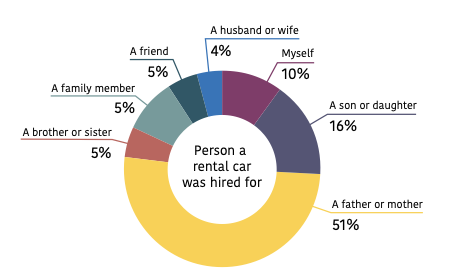 A husband or wife
4%
Myself
10%
A son or daughter
16%
A father or mother
51%
A brother or sister
5%
A family member
5%
A friend
5%
Person a
rental car
was hired for